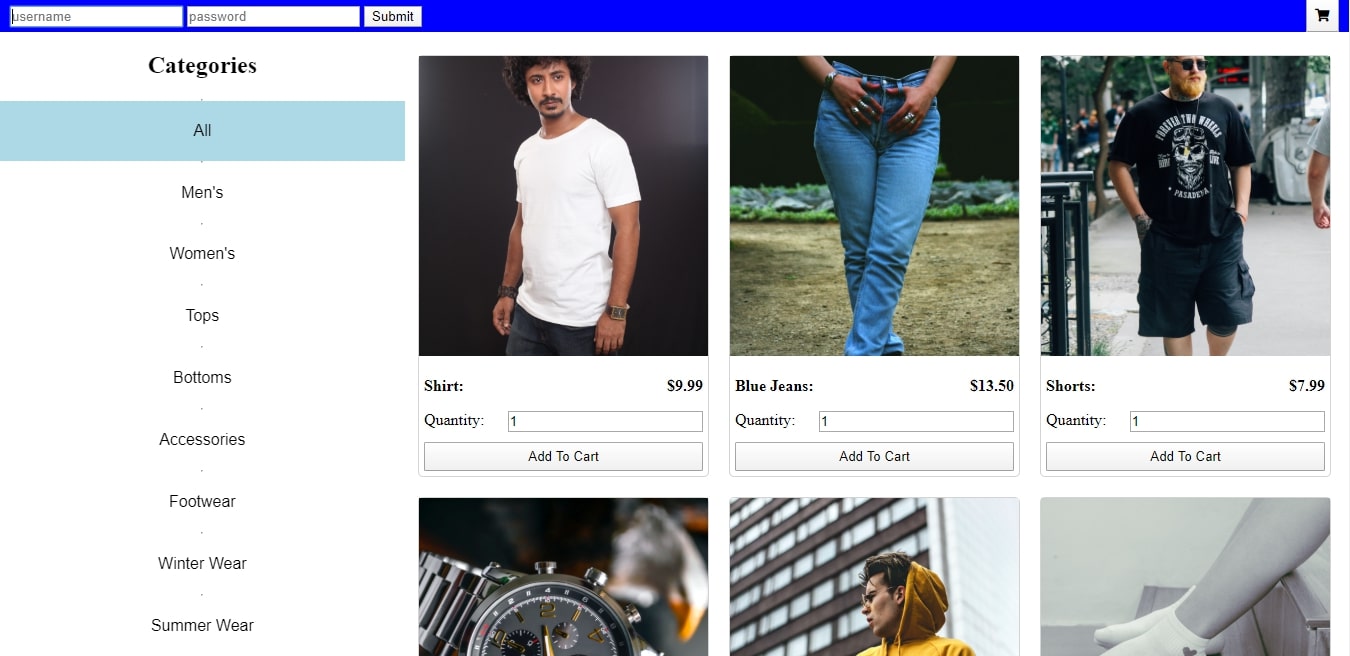 username password Submit
Categories
All
Men's
Women's
Tops
Bottoms
Accessories
Footwear
Winter Wear
Summer Wear
FOREVER TWO WHEELS
LIVE
PASADENA
Shirt: $9.99
Quantity: 1
Add To Cart
Blue Jeans: $13.50
Quantity: 1
Add To Cart
Shorts: $7.99
Quantity: 1
Add To Cart